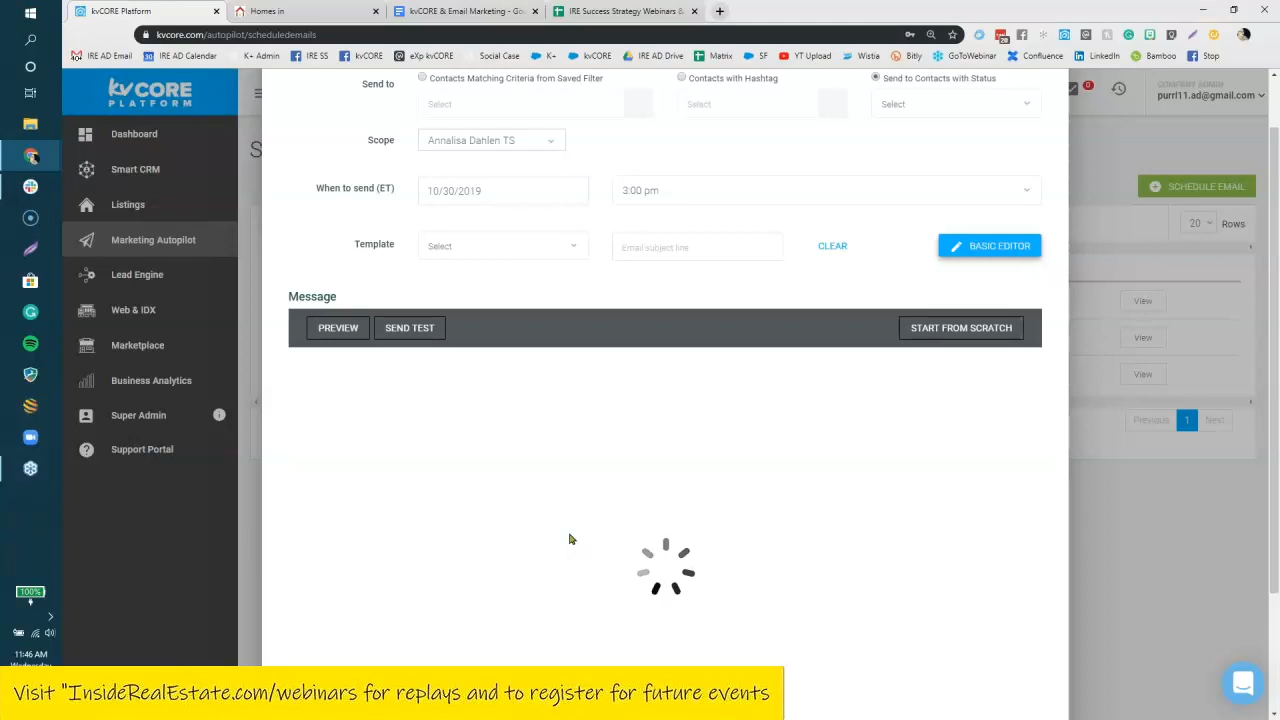 kvCORE Platform
Homes in
kvCORE & Email Marketing - Goo
IRE Success Strategy Webinars B
kvcore.com/autopilot/scheduledemails
IRE AD Email
IRE AD Calendar
IRE SS
kvCORE
eXp kvCORE
Social Case
K+
kvCORE
IRE AD Drive
Matrix
SF
YT Upload
Wistia
Bitly
GoToWebinar
Confluence
LinkedIn
Facebook
IStop
kvCORE
PLATFORM
COMPANY ADMIN
purrl11.ad@gmail.com
0
Dashboard
Smart CRM
Listings
Marketing Autopilot
Lead Engine
Web & IDX
Marketplace
Business Analytics
Super Admin
Support Portal
S
Send to
Contacts Matching Criteria from Saved Filter
Contacts with Hashtag
Send to Contacts with Status
Select
Select
Select
Scope
Annalisa Dahlen TS
When to send (ET)
10/30/2019
3:00 pm
SCHEDULE EMAIL
20
Rows
Template
Select
Email subject line
CLEAR
BASIC EDITOR
Message
PREVIEW
SEND TEST
START FROM SCRATCH
View
View
View
Previous
1
Next
100%
11:46 AM
Wednesday
Visit "InsideRealEstate.com/webinars for replays and to register for future events